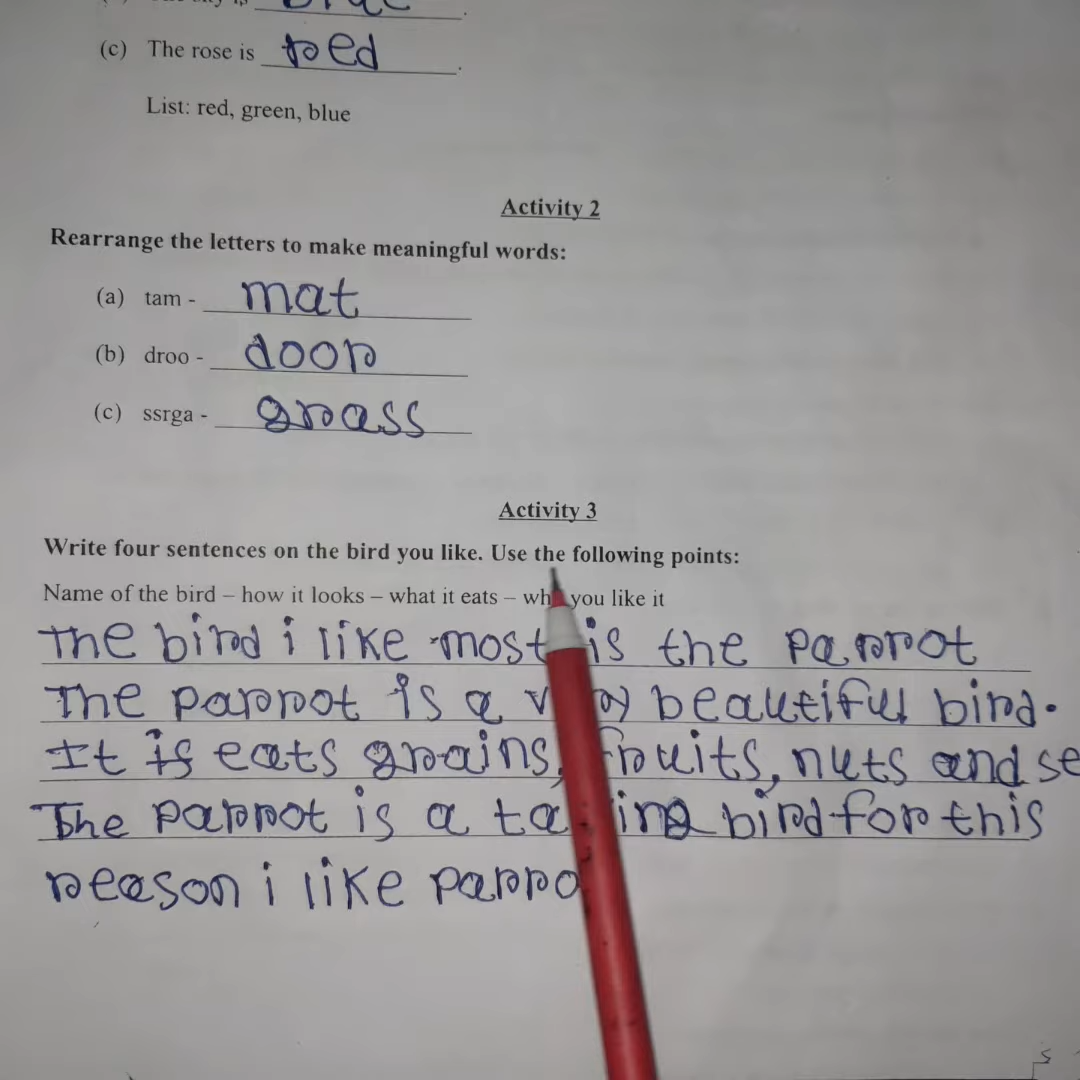 (c) The rose is red.
List: red, green, blue
Activity 2
Rearrange the letters to make meaningful words:
(a) tam - mat
(b) droo - door
(c) ssrga - grass
Activity 3
Write four sentences on the bird you like. Use the following points:
Name of the bird – how it looks – what it eats – you like it
The bird i like most is the parrot
The parrot is a beautiful bird.
It is eats grains, fruits, nuts and
The parrot is a bird for this
reason i like